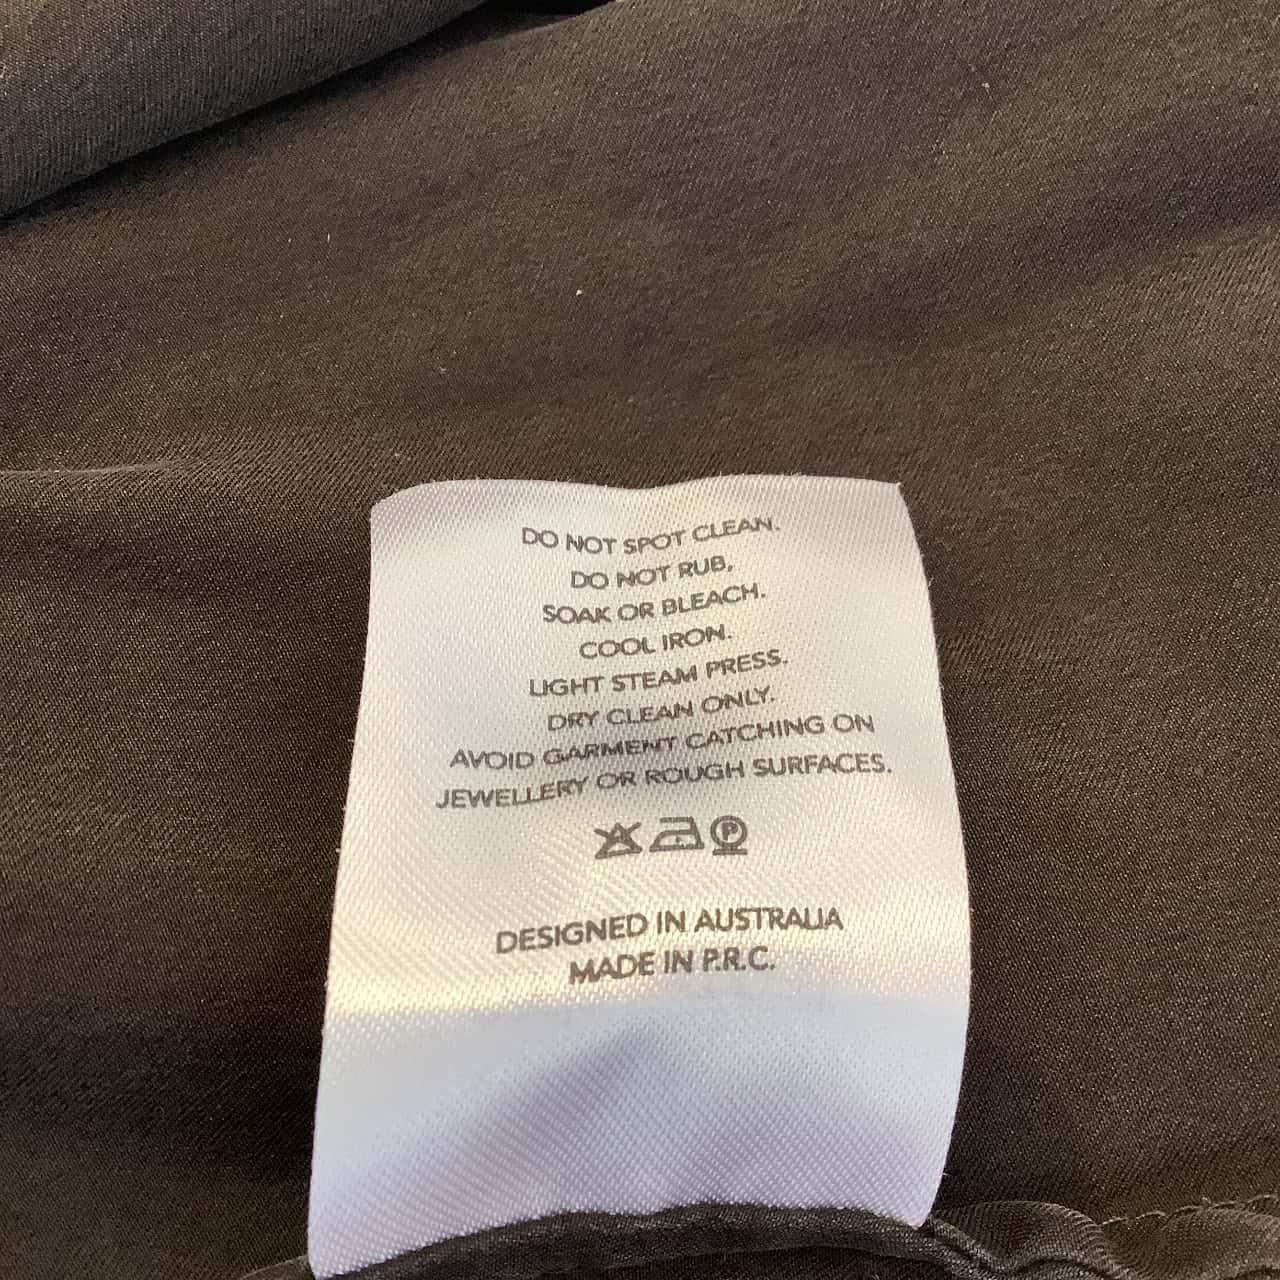 DO NOT SPOT CLEAN.
DO NOT RUB,
SOAK OR BLEACH.
COOL IRON.
LIGHT STEAM PRESS.
DRY CLEAN ONLY.
AVOID GARMENT CATCHING ON
JEWELLERY OR ROUGH SURFACES.
P
DESIGNED IN AUSTRALIA
MADE IN P.R.C.